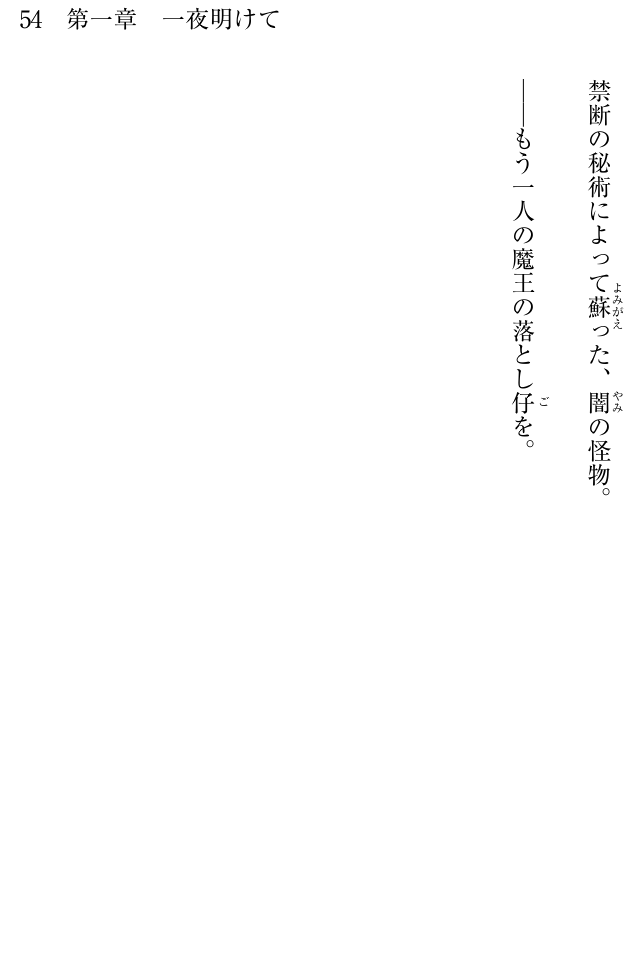 54 第一章 一夜明けて
禁断の秘術によって蘇った、闇の怪物。
よみがえ
やみ
――もう一人の魔王の落とし仔を。
ご